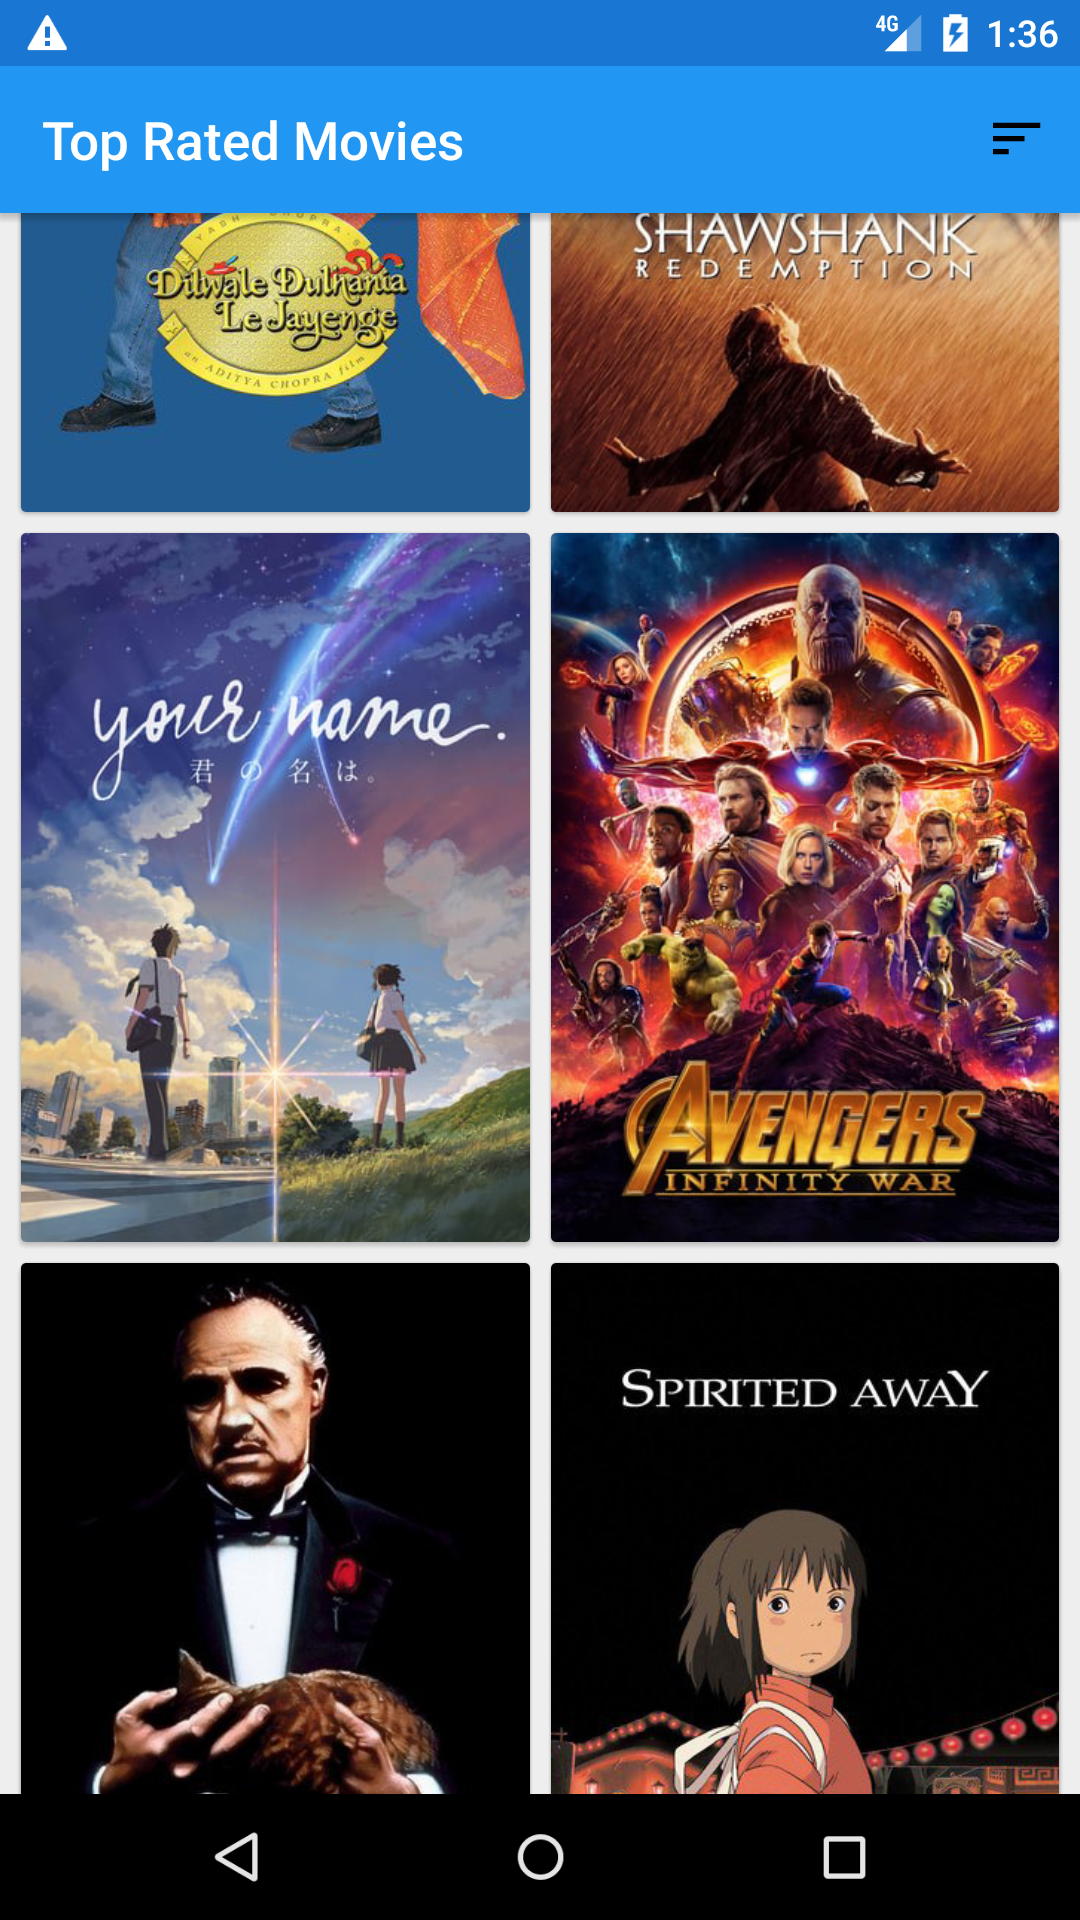 1:36
4G
Top Rated Movies
YASH CHOPRA'S
Dilwale Dulhania
Le Jayenge
an ADITYA CHOPRA film
SHAWSHANK
REDEMPTION
your name.
君の名は。
AVENGERS
INFINITY WAR
SPIRITED AWAY